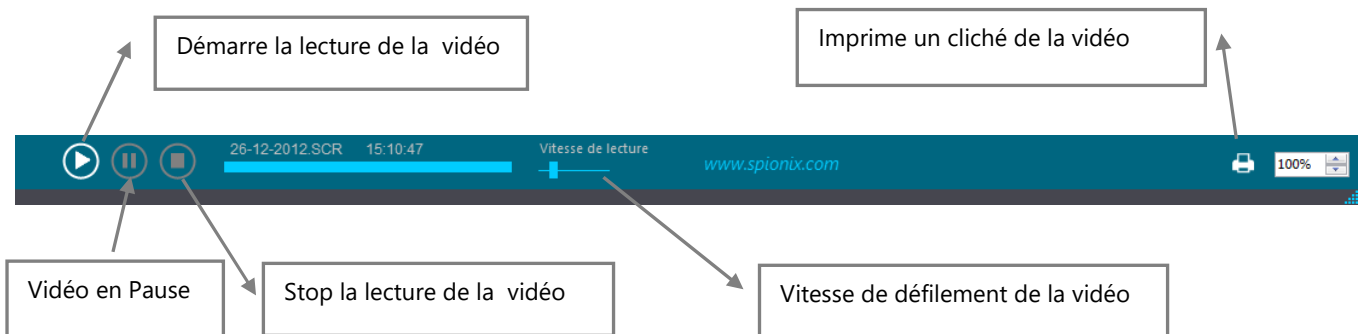 Démarre la lecture de la vidéo
Imprime un cliché de la vidéo
26-12-2012.SCR 15:10:47
Vitesse de lecture
www.spionix.com
100%
Vidéo en Pause
Stop la lecture de la vidéo
Vitesse de défilement de la vidéo